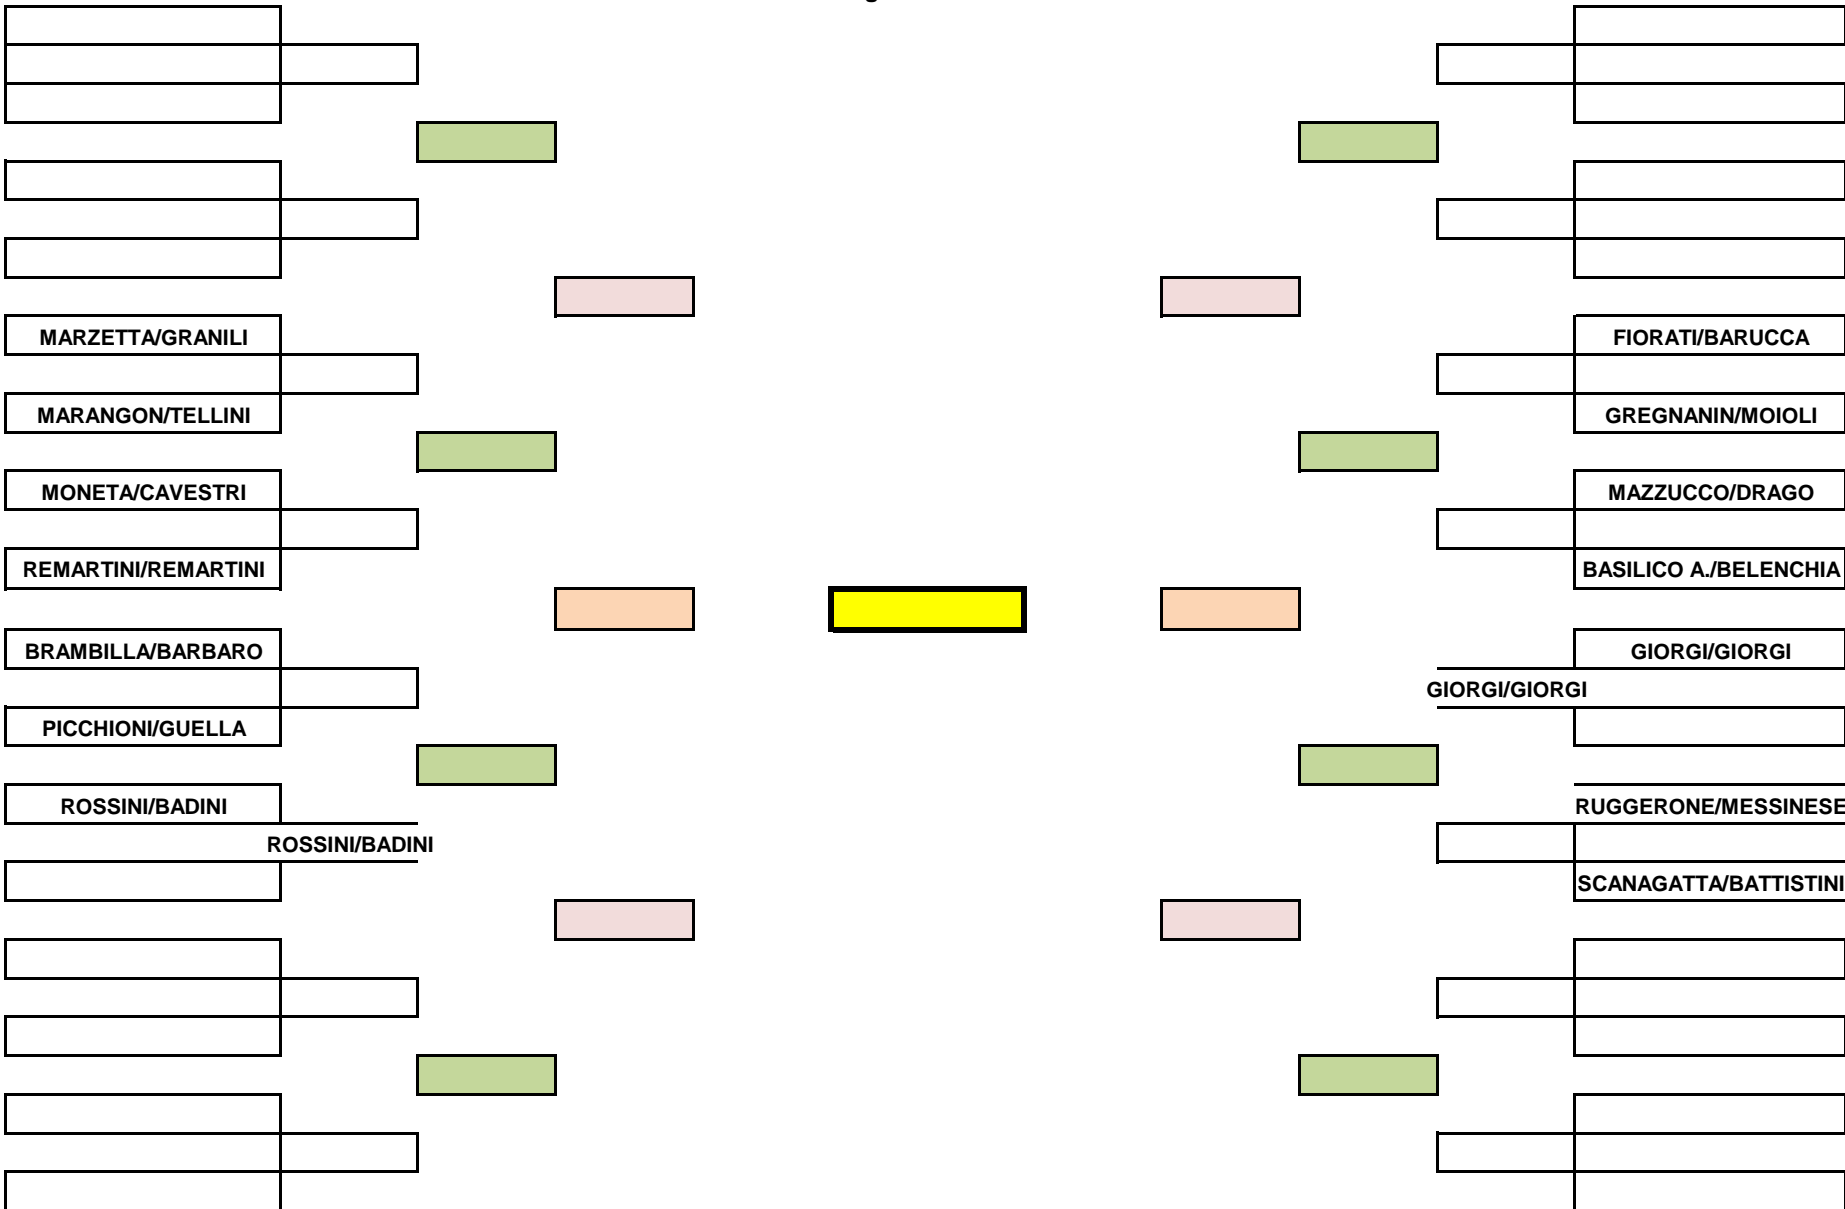 MARZETTA/GRANILI
MARANGON/TELLINI
MONETA/CAVESTRI
REMARTINI/REMARTINI
BRAMBILLA/BARBARO
PICCHIONI/GUELLA
ROSSINI/BADINI
ROSSINI/BADINI
FIORATI/BARUCCA
GREGNANIN/MOIOLI
MAZZUCCO/DRAGO
BASILICO A./BELENCHIA
GIORGI/GIORGI
GIORGI/GIORGI
RUGGERONE/MESSINESE
SCANAGATTA/BATTISTINI